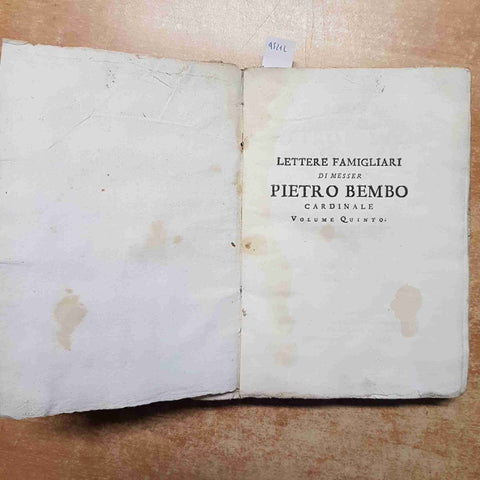 LETTERE FAMIGLIARI
DI MESSER
PIETRO BEMBO
CARDINALE
VOLUME QUINTO.